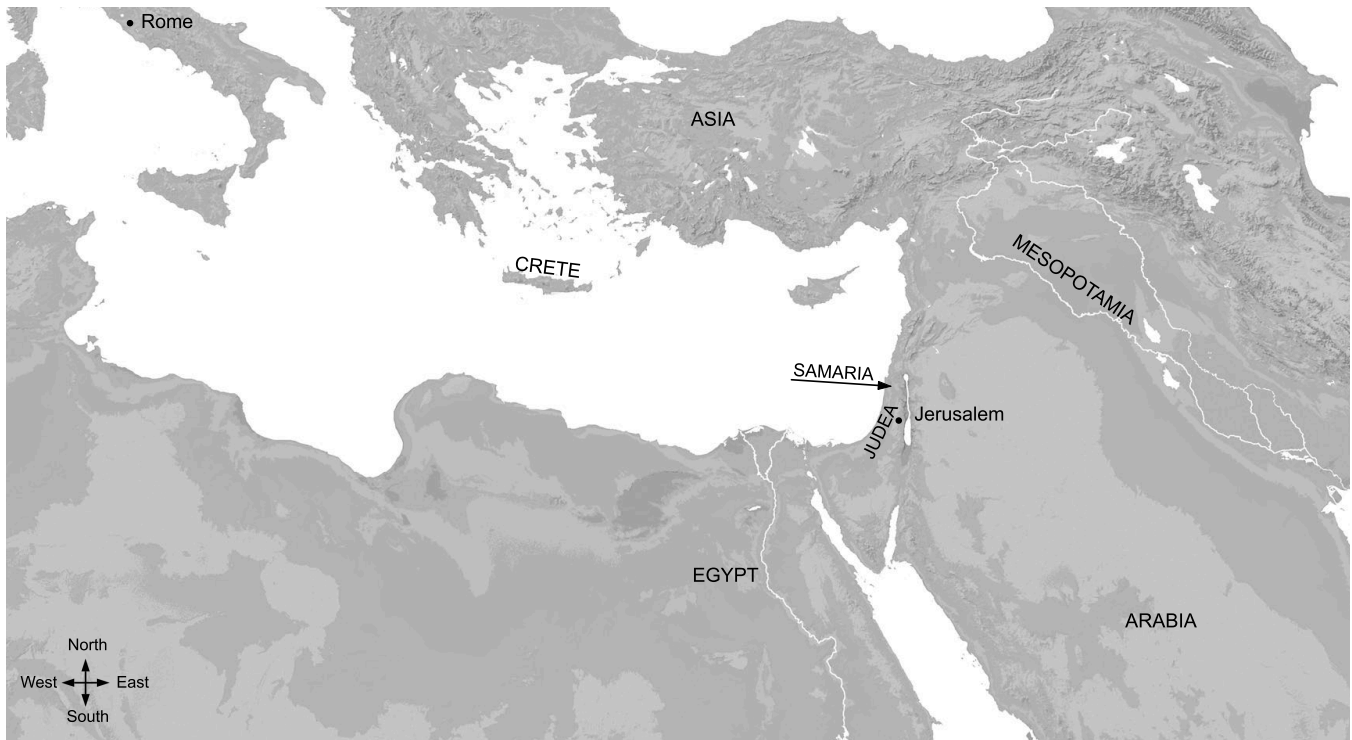 Rome
ASIA
CRETE
MESOPOTAMIA
SAMARIA
JUDEA
Jerusalem
EGYPT
ARABIA
North
West
East
South